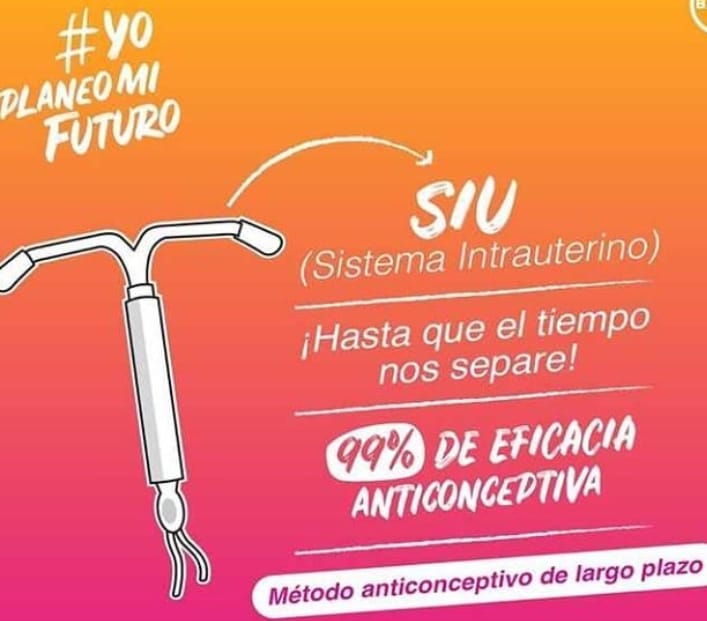 #YO
PLANEO MI
FUTURO
SIU
(Sistema Intrauterino)
¡Hasta que el tiempo
nos separe!
99% DE EFICACIA
ANTICONCEPTIVA
Método anticonceptivo de largo plazo